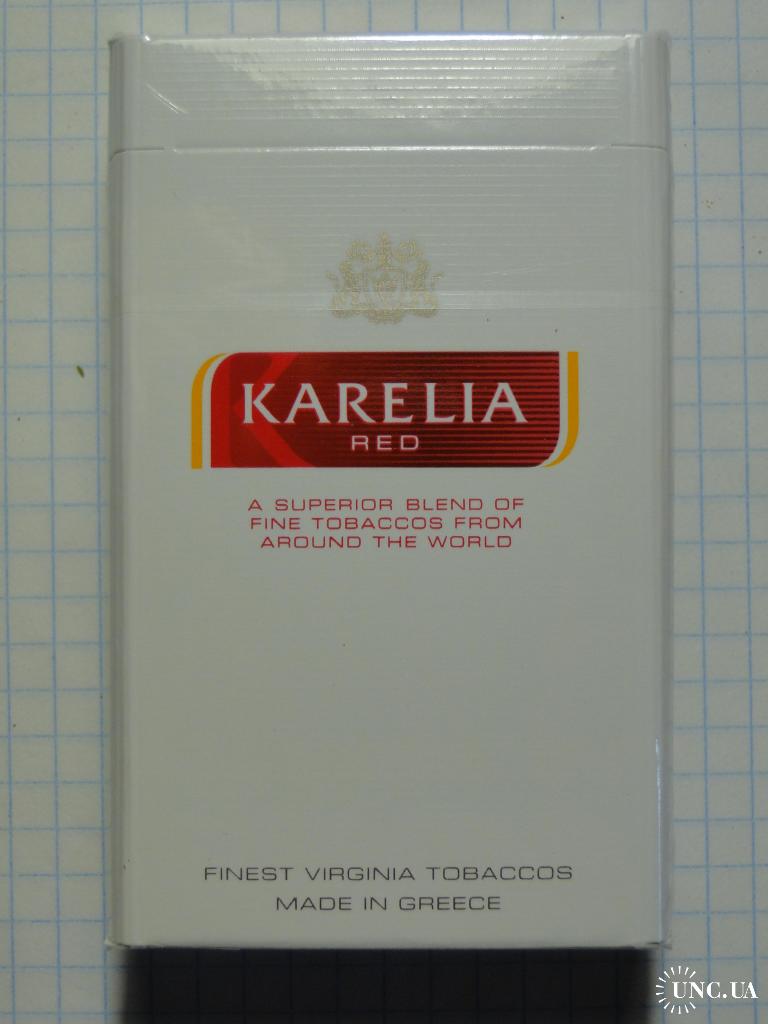 KARELIA
RED
A SUPERIOR BLEND OF
FINE TOBACCOS FROM
AROUND THE WORLD
FINEST VIRGINIA TOBACCOS
MADE IN GREECE
UNC.UA